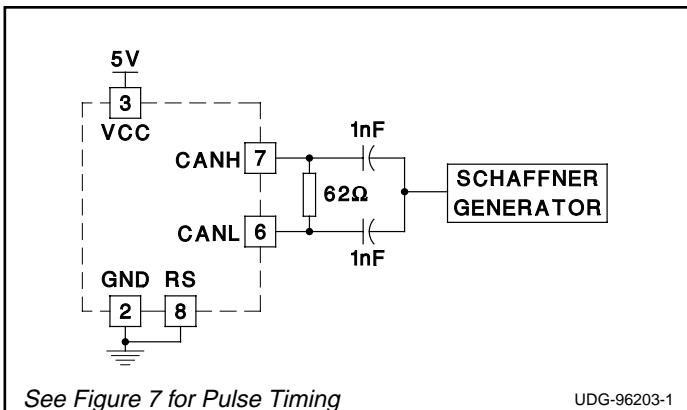 5V
3
VCC
1nF
CANH 7
62Ω
SCHAFFNER
GENERATOR
CANL 6
1nF
GND RS
2 8
See Figure 7 for Pulse Timing
UDG-96203-1